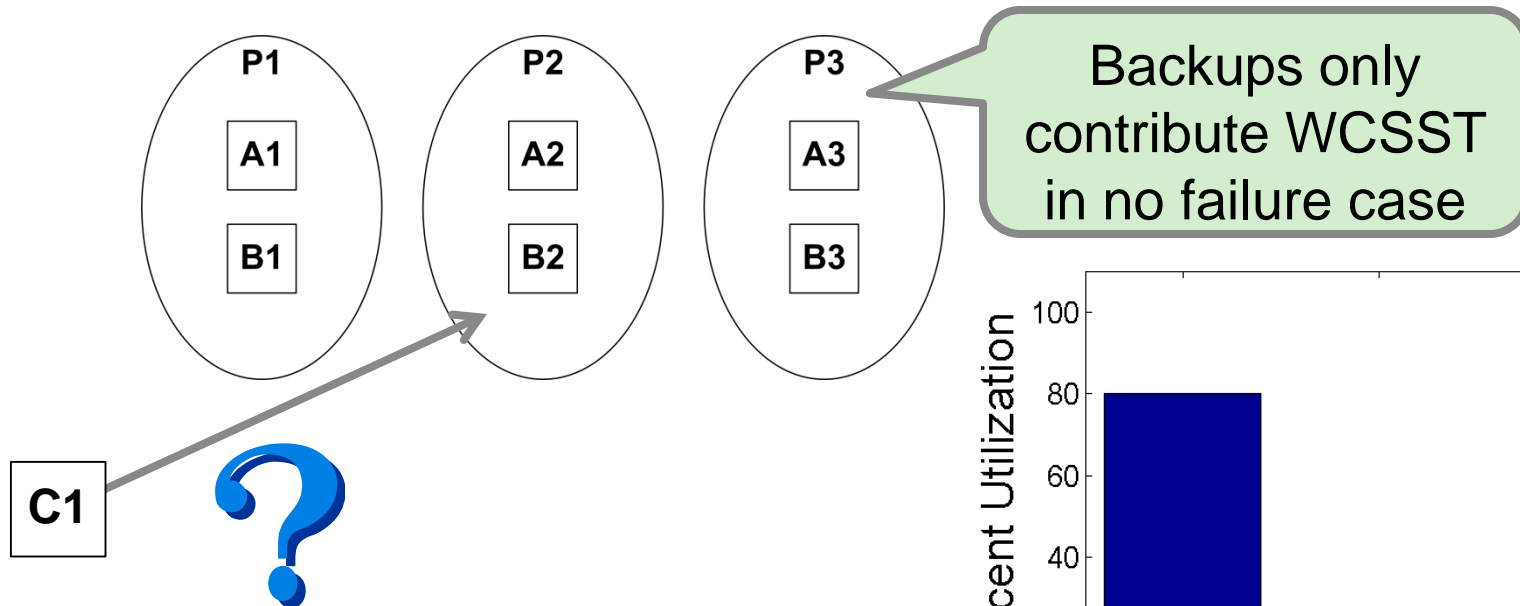 P1
P2
P3
A1
A2
A3
B1
B2
B3
C1
Backups only
contribute WCSST
in no failure case
100
80
60
40
cent Utilization